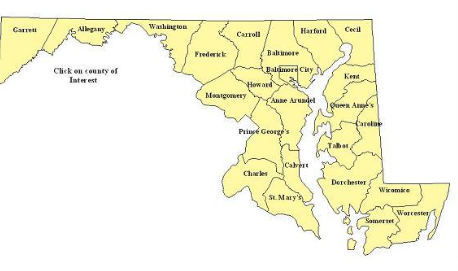 Garrett
Allegany
Washington
Frederick
Carroll
Baltimore
Harford
Cecil
Click on county of
Interest
Baltimore City
Howard
Kent
Montgomery
Anne Arundel
Queen Anne's
Caroline
Prince George's
Talbot
Calvert
Charles
Dorchester
Wicomico
St. Mary's
Somerset
Worcester